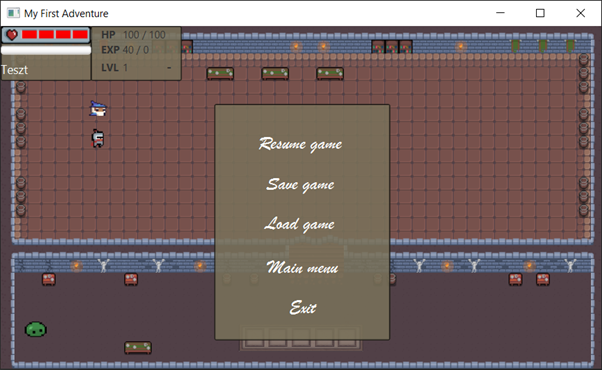 My First Adventure
HP 100 / 100
EXP 40 / 0
LVL 1 -
Teszt
Resume game
Save game
Load game
Main menu
Exit